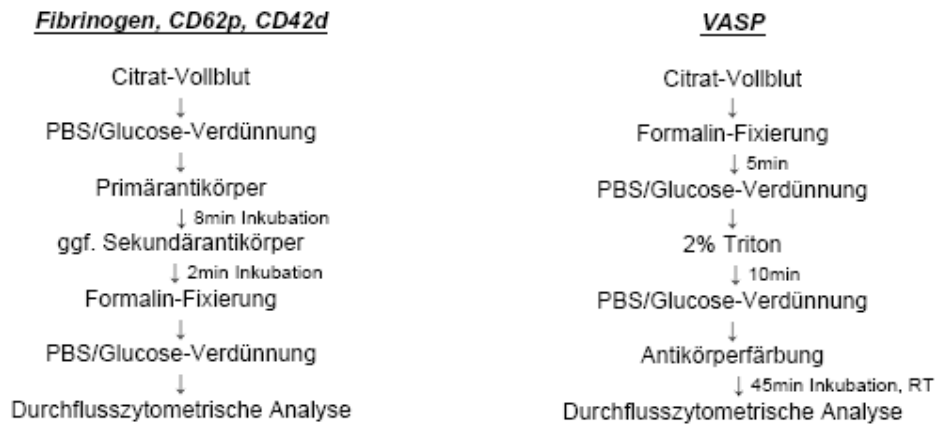 Fibrinogen, CD62p, CD42d
Citrat-Vollblut
↓
PBS/Glucose-Verdünnung
↓
Primärantikörper
↓ 8min Inkubation
ggf. Sekundärantikörper
↓ 2min Inkubation
Formalin-Fixierung
↓
PBS/Glucose-Verdünnung
↓
Durchflusszytometrische Analyse
VASP
Citrat-Vollblut
↓
Formalin-Fixierung
↓ 5min
PBS/Glucose-Verdünnung
↓
2% Triton
↓ 10min
PBS/Glucose-Verdünnung
↓
Antikörperfärbung
↓ 45min Inkubation, RT
Durchflusszytometrische Analyse